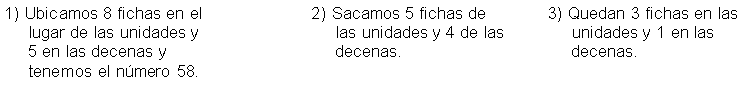 1) Ubicamos 8 fichas en el
lugar de las unidades y
5 en las decenas y
tenemos el número 58.
2) Sacamos 5 fichas de
las unidades y 4 de las
decenas.
3) Quedan 3 fichas en las
unidades y 1 en las
decenas.